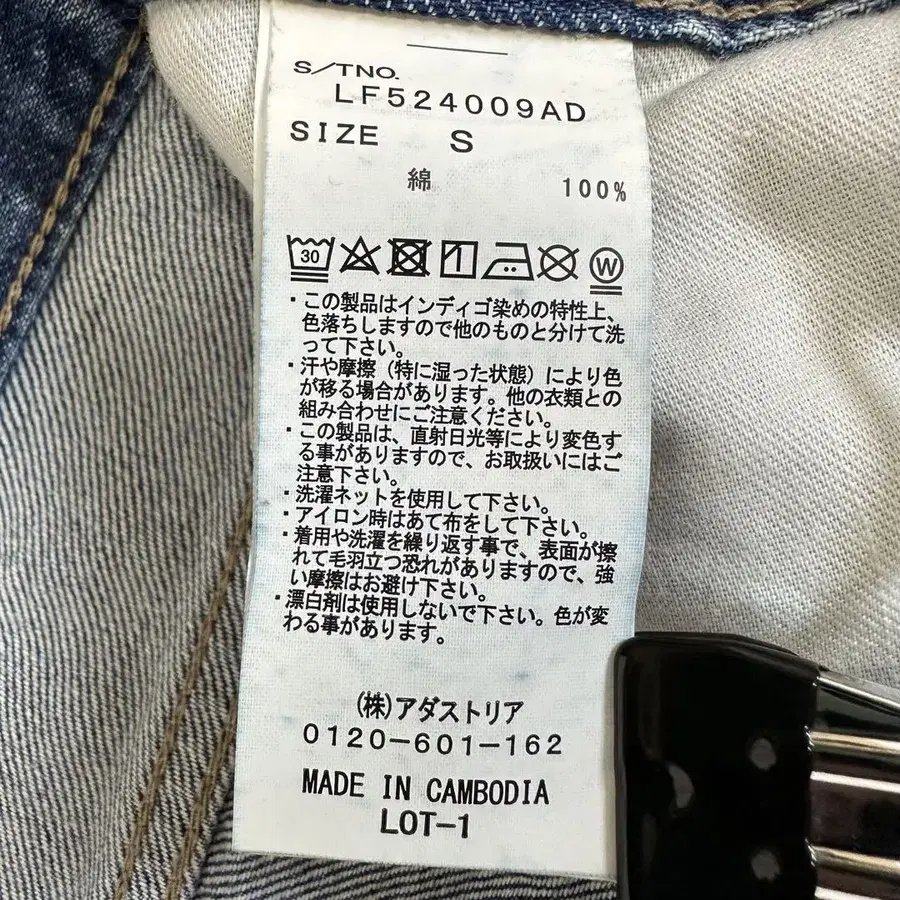 S/TNO.
LF524009AD
SIZE S
綿 100%
30 W
・この製品はインディゴ染めの特性上、
色落ちしますので他のものと分けて洗
って下さい。
・汗や摩擦（特に湿った状態）により色
が移る場合があります。他の衣類との
組み合わせにご注意ください。
・この製品は、直射日光等により変色す
る事がありますので、お取扱いにはご
注意下さい。
・洗濯ネットを使用して下さい。
・アイロン時はあて布をして下さい。
・着用や洗濯を繰り返す事で、表面が擦
れて毛羽立つ恐れがありますので、強
い摩擦はお避け下さい。
・漂白剤は使用しないで下さい。色が変
わる事があります。
(株)アダストリア
0120-601-162
MADE IN CAMBODIA
LOT-1